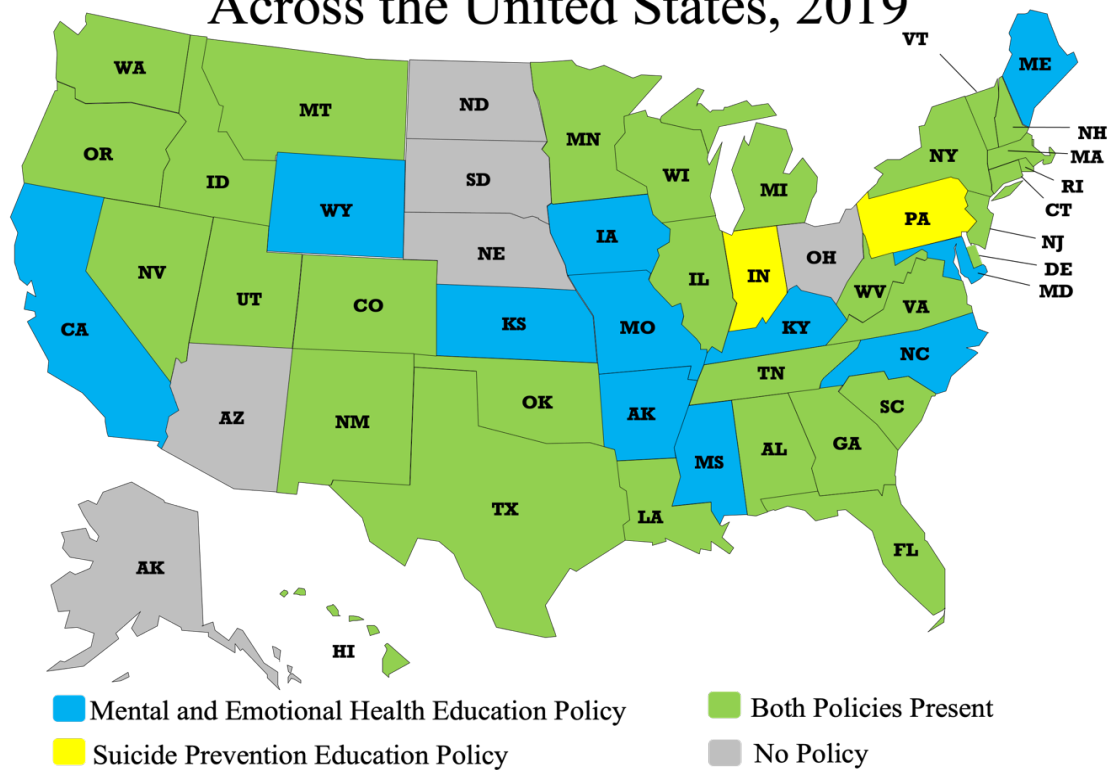 Across the United States, 2019
VT
ME
WA
MT
ND
MN
OR
ID
SD
WI
MI
NY
NH
MA
RI
CT
WY
NE
IA
PA
NJ
NV
UT
CO
IL
IN
OH
DE
MD
CA
KS
MO
KY
WV
VA
NC
AZ
NM
OK
AK
TN
SC
MS
AL
GA
TX
LA
FL
AK
HI
Mental and Emotional Health Education Policy
Both Policies Present
Suicide Prevention Education Policy
No Policy